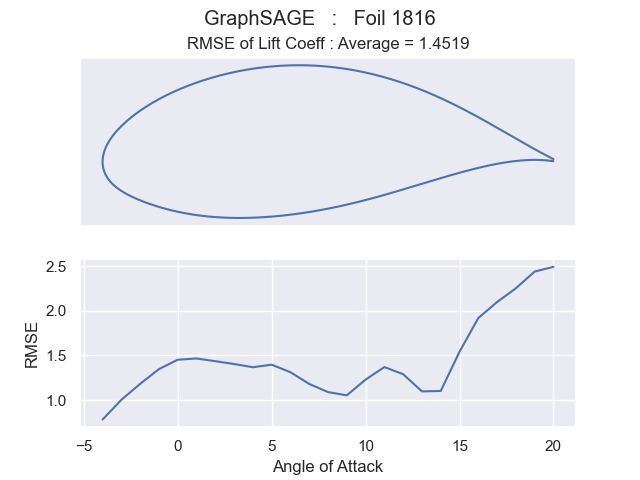 GraphSAGE : Foil 1816
RMSE of Lift Coeff : Average = 1.4519
2.5
2.0
1.5
1.0
RMSE
−5 0 5 10 15 20
Angle of Attack